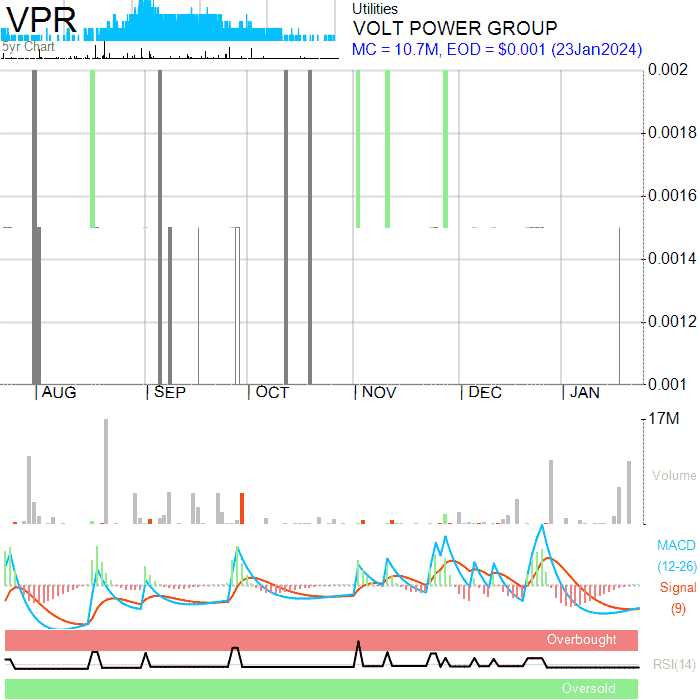 VPR
5yr Chart
Utilities
VOLT POWER GROUP
MC = 10.7M, EOD = $0.001 (23Jan2024)
0.002
0.0018
0.0016
0.0014
0.0012
0.001
AUG SEP OCT NOV DEC JAN
17M
Volume
MACD
(12-26)
Signal
(9)
Overbought
RSI(14)
Oversold